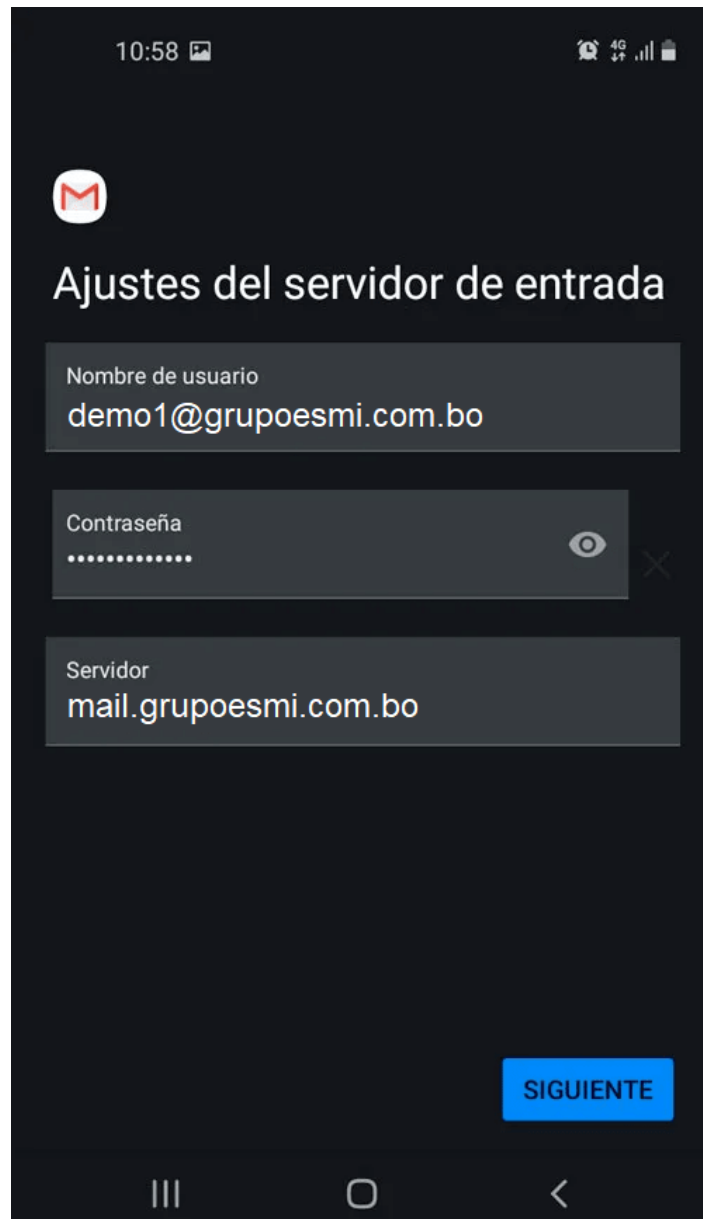 10:58
4G
Ajustes del servidor de entrada
Nombre de usuario
demo1@grupoesmi.com.bo
Contraseña
•••••••••••••
Servidor
mail.grupoesmi.com.bo
SIGUIENTE